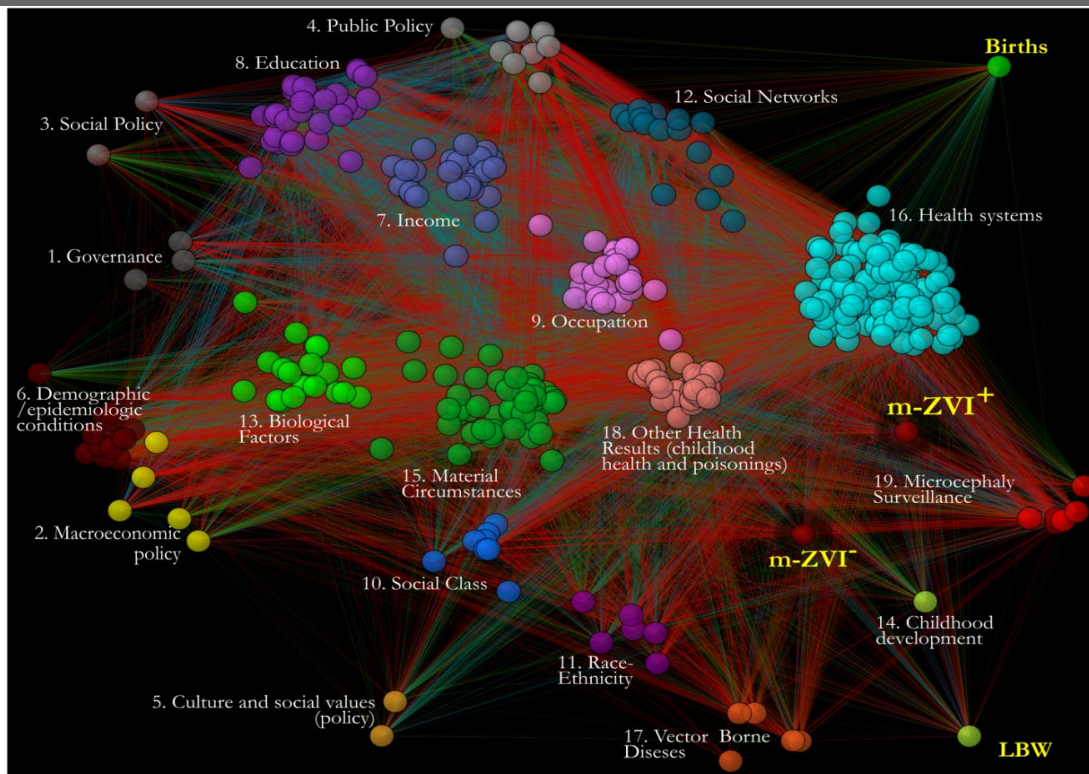 4. Public Policy
Births
8. Education
12. Social Networks
3. Social Policy
16. Health systems
7. Income
1. Governance
9. Occupation
6. Demographic
/epidemiologic
conditions
m-ZVI+
13. Biological
Factors
18. Other Health
Results (childhood
health and poisonings)
15. Material
Circumstances
19. Microcephaly
Surveillance
2. Macroeconomic
policy
m-ZVI-
10. Social Class
14. Childhood
development
11. Race-
Ethnicity
5. Culture and social values
(policy)
17. Vector Borne
Diseses
LBW